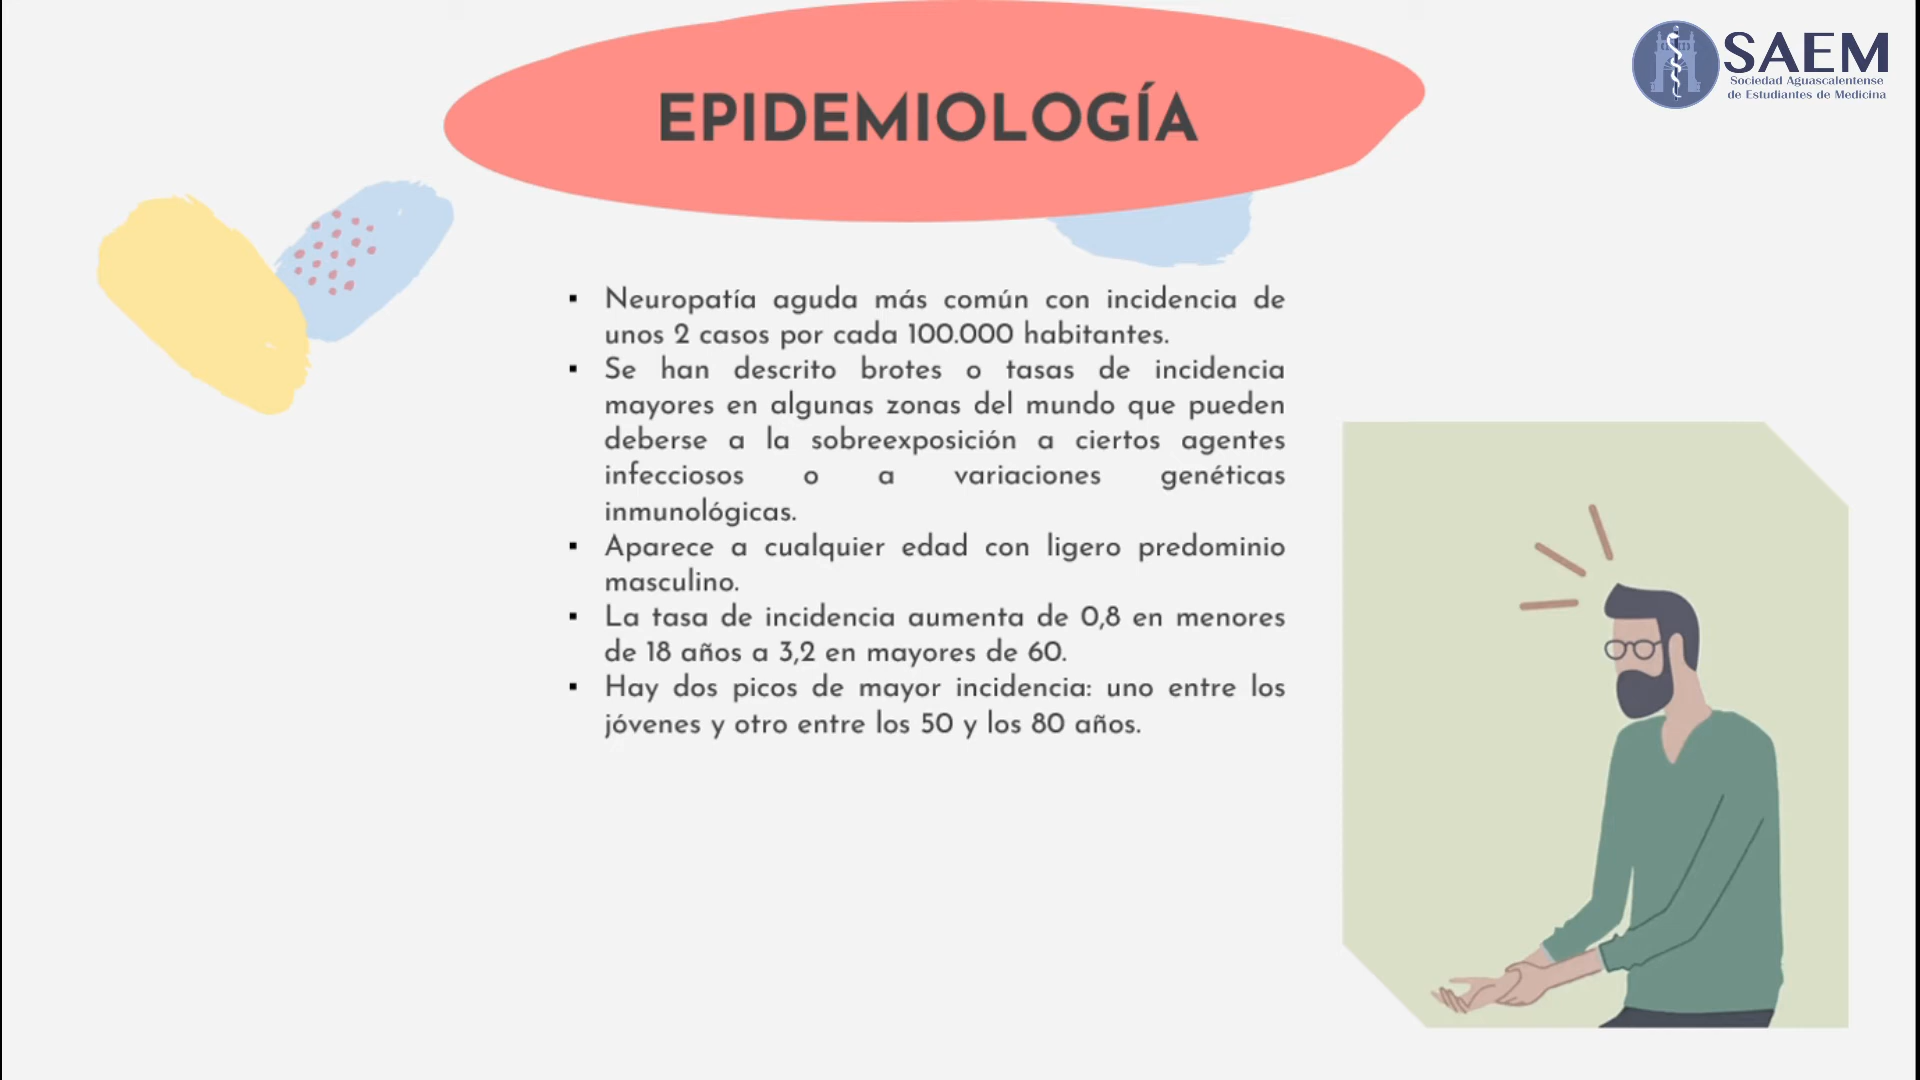 EPIDEMIOLOGÍA
SAEM
Sociedad Aguascalentense
de Estudiantes de Medicina
▪ Neuropatía aguda más común con incidencia de
unos 2 casos por cada 100.000 habitantes.
▪ Se han descrito brotes o tasas de incidencia
mayores en algunas zonas del mundo que pueden
deberse a la sobreexposición a ciertos agentes
infecciosos o a variaciones genéticas
inmunológicas.
▪ Aparece a cualquier edad con ligero predominio
masculino.
▪ La tasa de incidencia aumenta de 0,8 en menores
de 18 años a 3,2 en mayores de 60.
▪ Hay dos picos de mayor incidencia: uno entre los
jóvenes y otro entre los 50 y los 80 años.